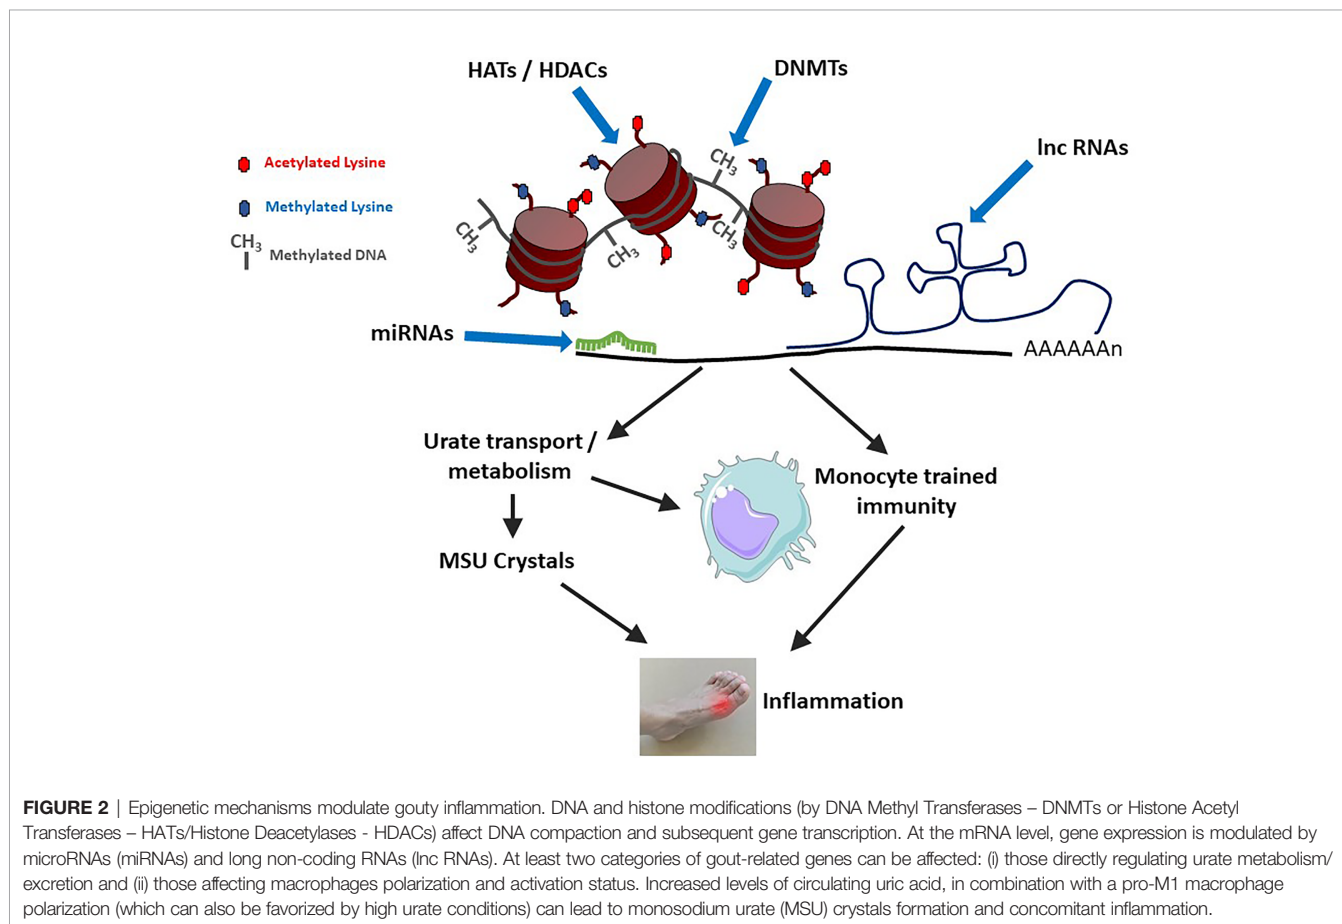 HATs / HDACs
DNMTs
lnc RNAs
Acetylated Lysine
Methylated Lysine
CH3
Methylated DNA
CH3
CH3
CH3
CH3
miRNAs
AAAAAAn
Urate transport /
metabolism
Monocyte trained
immunity
MSU Crystals
Inflammation
FIGURE 2 | Epigenetic mechanisms modulate gouty inflammation. DNA and histone modifications (by DNA Methyl Transferases – DNMTs or Histone Acetyl
Transferases – HATs/Histone Deacetylases - HDACs) affect DNA compaction and subsequent gene transcription. At the mRNA level, gene expression is modulated by
microRNAs (miRNAs) and long non-coding RNAs (lnc RNAs). At least two categories of gout-related genes can be affected: (i) those directly regulating urate metabolism/
excretion and (ii) those affecting macrophages polarization and activation status. Increased levels of circulating uric acid, in combination with a pro-M1 macrophage
polarization (which can also be favorized by high urate conditions) can lead to monosodium urate (MSU) crystals formation and concomitant inflammation.